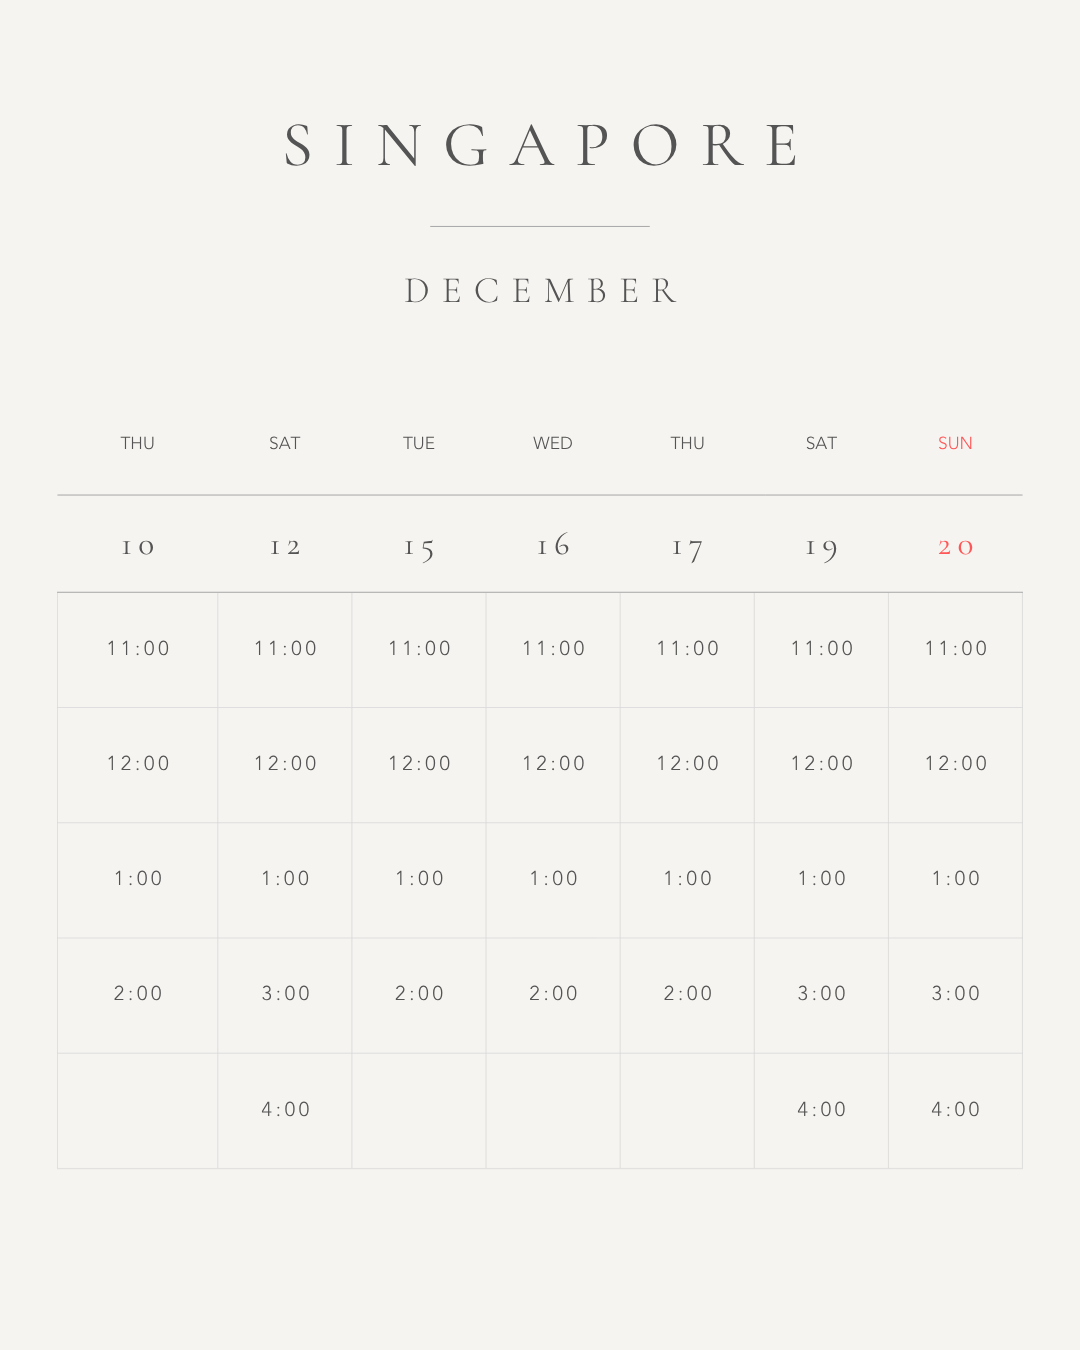 SINGAPORE
DECEMBER
THU SAT TUE WED THU SAT SUN
10 12 15 16 17 19 20
11:00 11:00 11:00 11:00 11:00 11:00 11:00
12:00 12:00 12:00 12:00 12:00 12:00 12:00
1:00 1:00 1:00 1:00 1:00 1:00 1:00
2:00 3:00 2:00 2:00 2:00 3:00 3:00
4:00 4:00 4:00